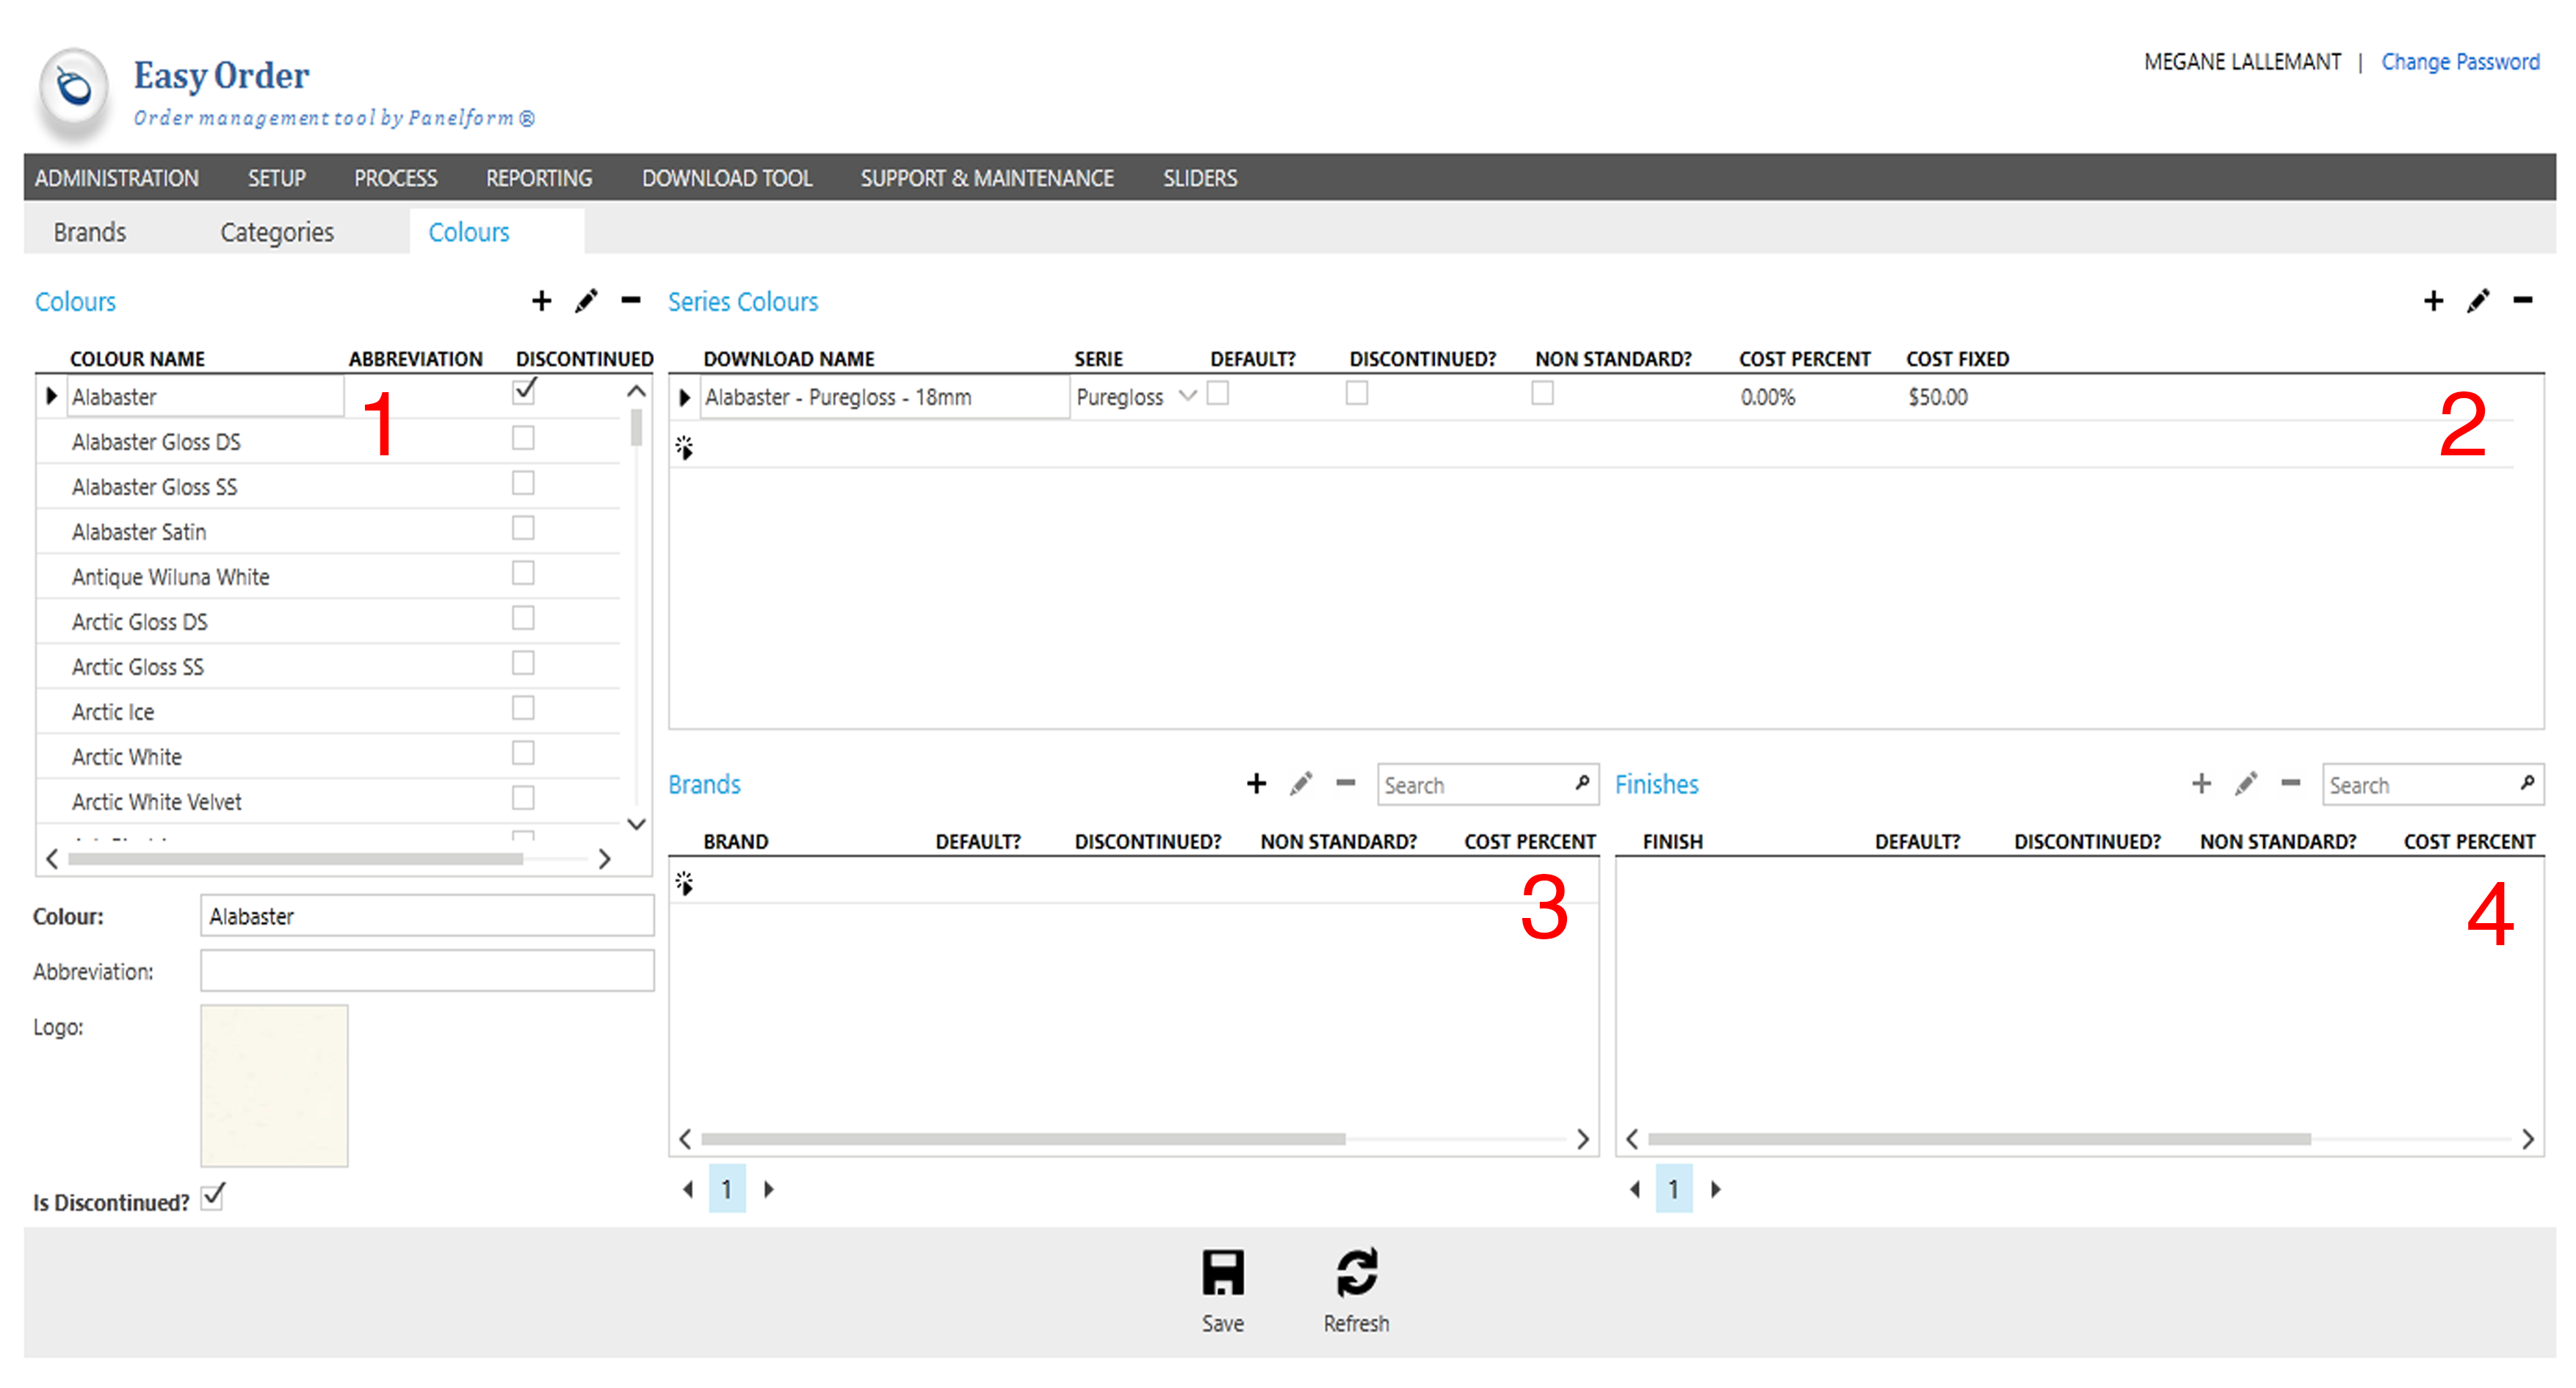 Easy Order
Order management tool by Panelform ®
MEGANE LALLEMANT | Change Password
ADMINISTRATION SETUP PROCESS REPORTING DOWNLOAD TOOL SUPPORT & MAINTENANCE SLIDERS
Brands Categories Colours
Colours
COLOUR NAME ABBREVIATION DISCONTINUED
Alabaster
1
Alabaster Gloss DS
Alabaster Gloss SS
Alabaster Satin
Antique Wiluna White
Arctic Gloss DS
Arctic Gloss SS
Arctic Ice
Arctic White
Arctic White Velvet
Colour: Alabaster
Abbreviation:
Logo:
Is Discontinued?
Series Colours
DOWNLOAD NAME SERIE DEFAULT? DISCONTINUED? NON STANDARD? COST PERCENT COST FIXED
Alabaster - Puregloss - 18mm Puregloss 0.00% $50.00
2
Brands Search
BRAND DEFAULT? DISCONTINUED? NON STANDARD? COST PERCENT
3
1
Finishes Search
FINISH DEFAULT? DISCONTINUED? NON STANDARD? COST PERCENT
4
1
Save Refresh